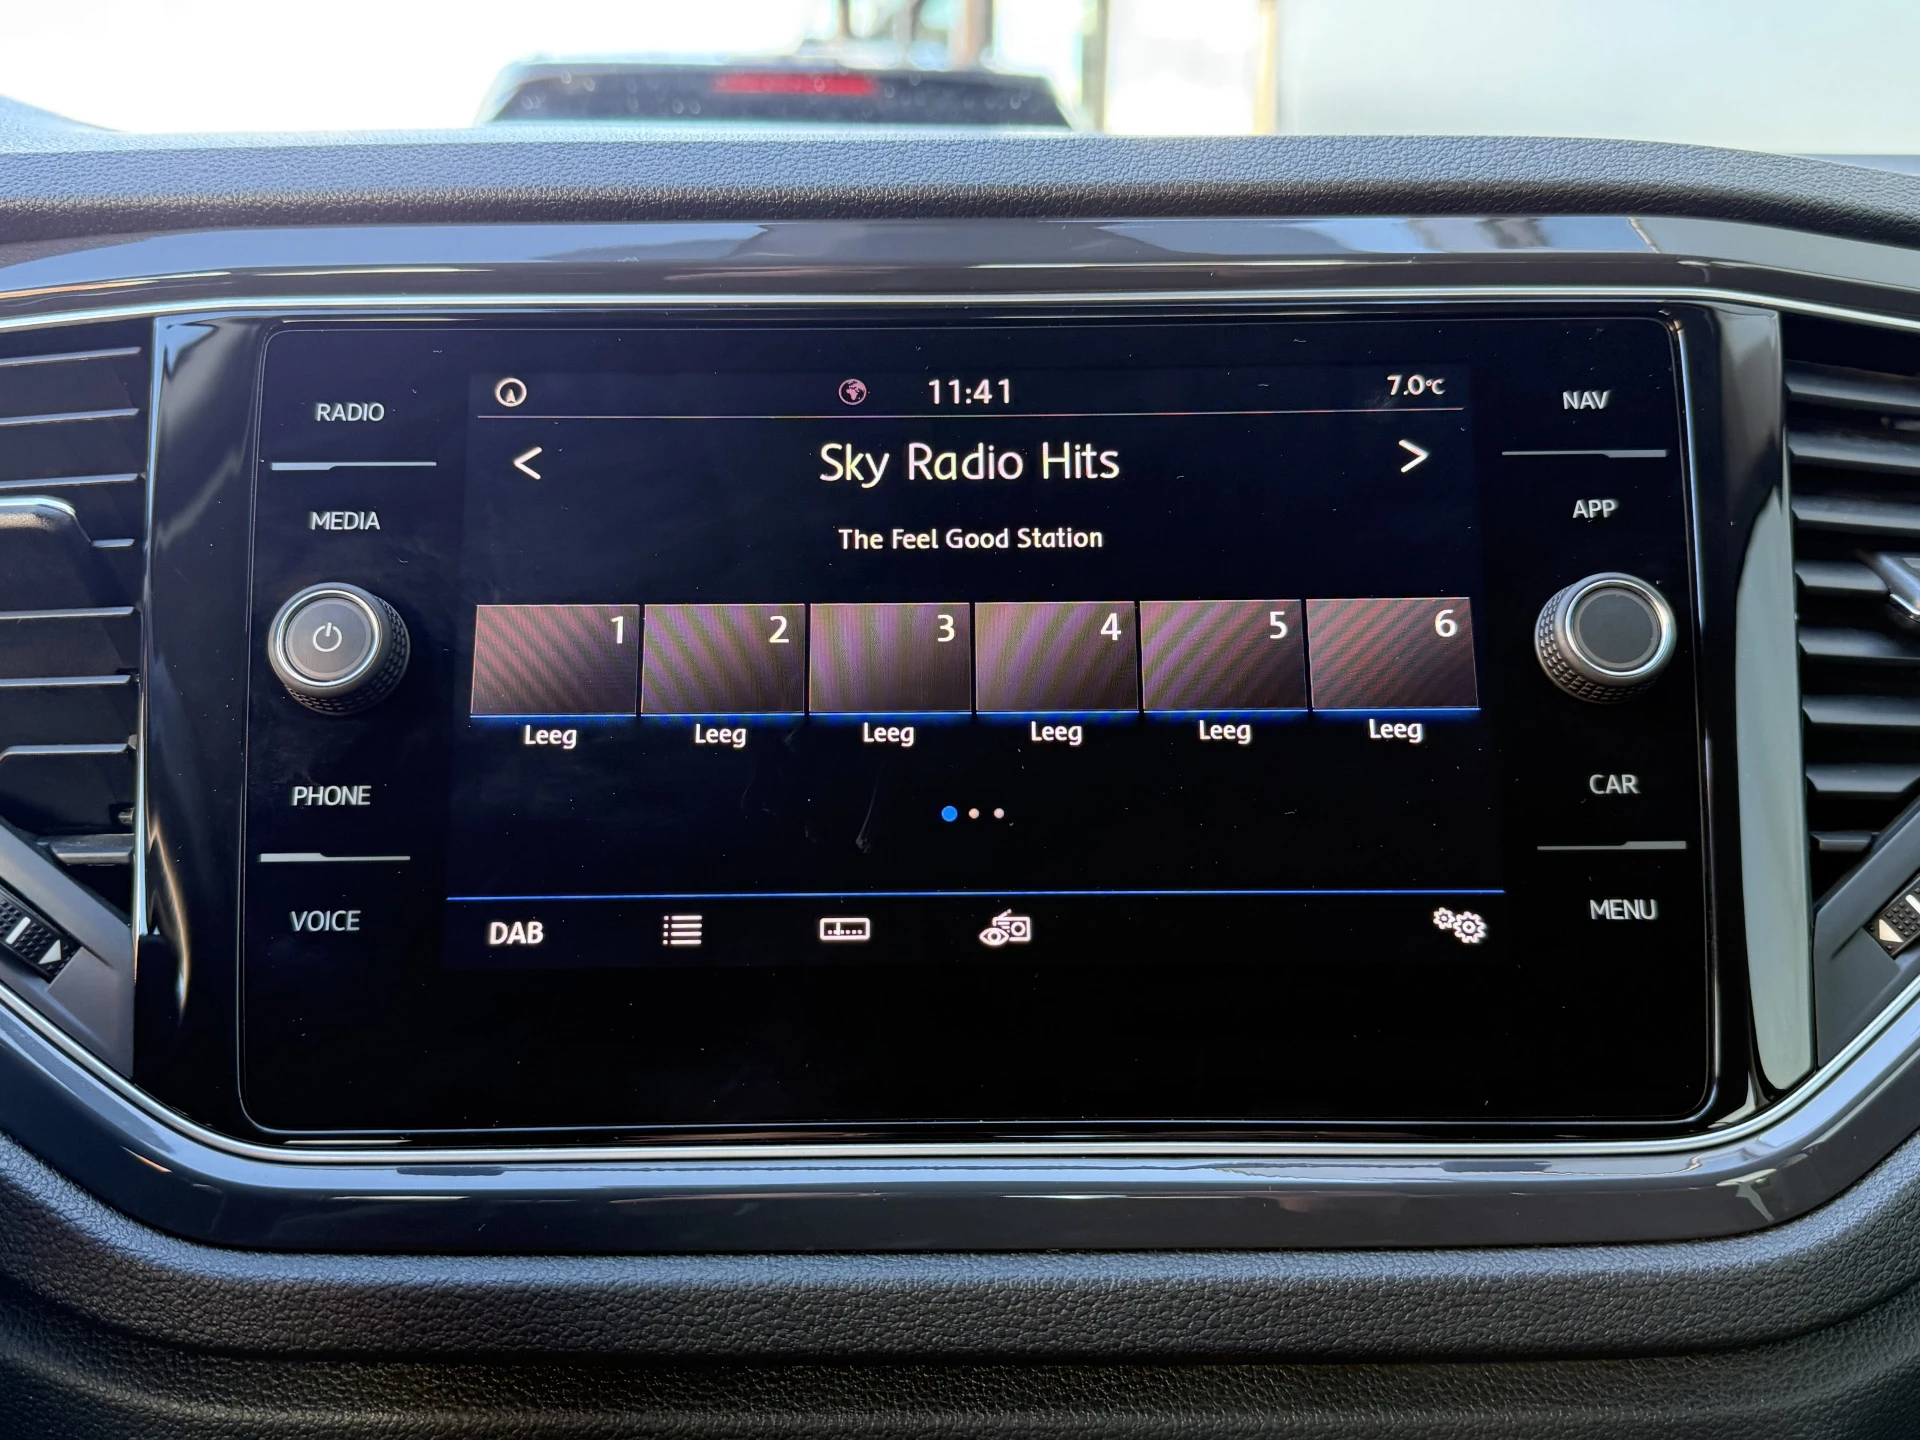 11:41
7.0°C
RADIO
NAV
< Sky Radio Hits >
MEDIA
APP
The Feel Good Station
1 2 3 4 5 6
Leeg Leeg Leeg Leeg Leeg Leeg
PHONE
CAR
VOICE
DAB
MENU